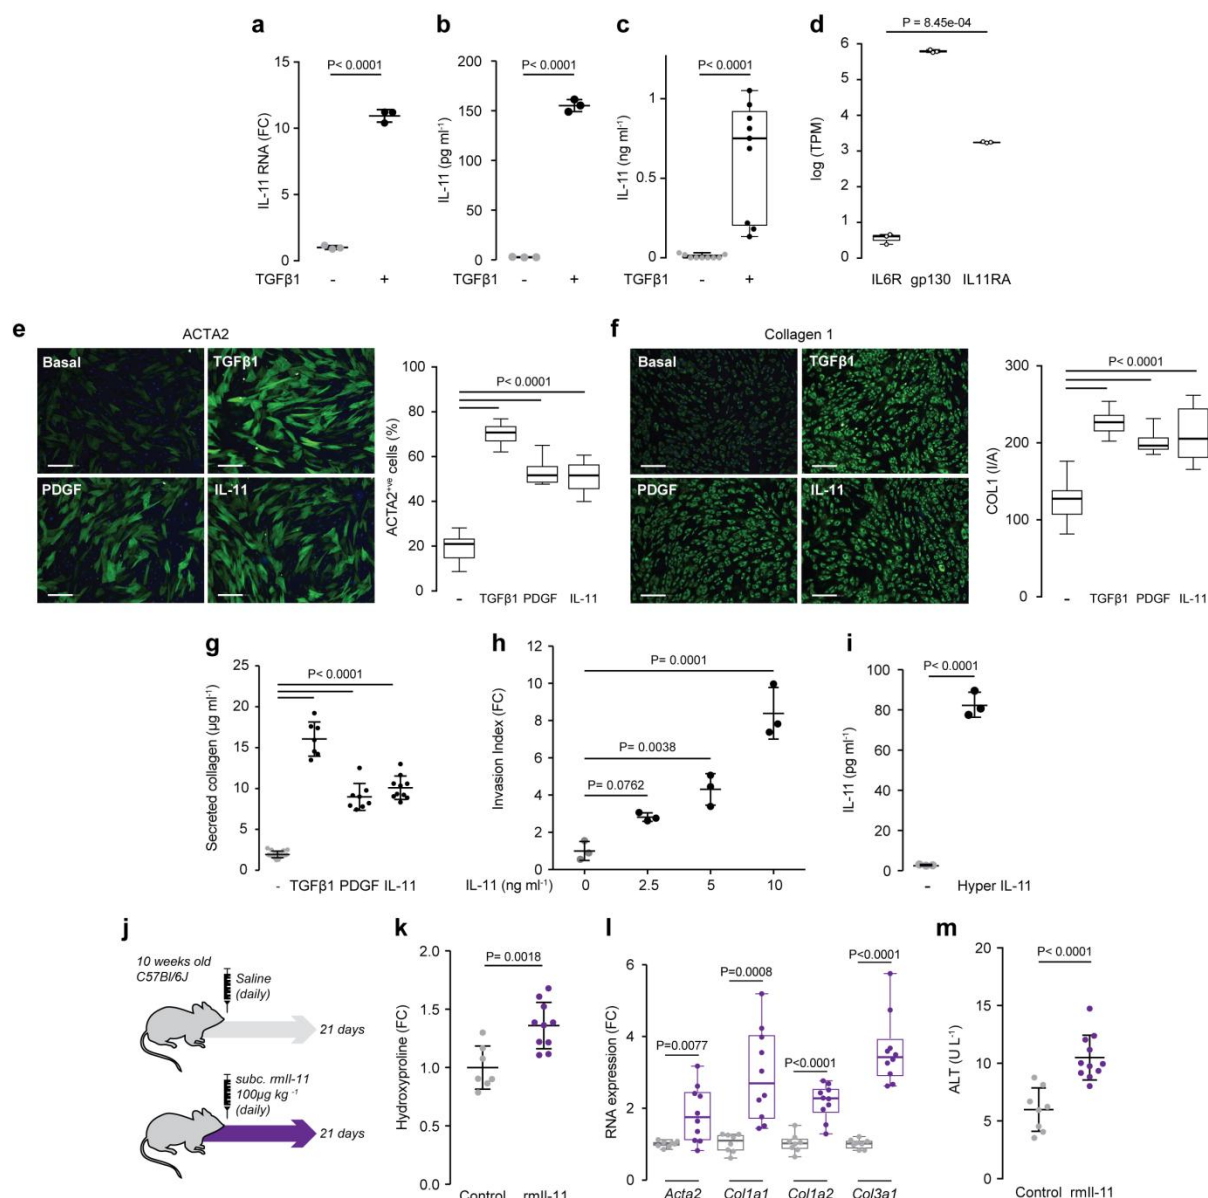 a
P< 0.0001
IL-11 RNA (FC)
15
10
5
0
TGFβ1 - +
b
P< 0.0001
IL-11 (pg ml⁻¹)
200
150
100
50
0
TGFβ1 - +
c
P< 0.0001
IL-11 (ng ml⁻¹)
1
0.5
0
TGFβ1 - +
d
P = 8.45e-04
log (TPM)
6
5
4
3
2
1
0
IL6R gp130 IL11RA
e
ACTA2
Basal TGFβ1
PDGF IL-11
P< 0.0001
ACTA2⁺ᵛᵉ cells (%)
100
80
60
40
20
0
- TGFβ1 PDGF IL-11
f
Collagen 1
Basal TGFβ1
PDGF IL-11
P< 0.0001
COL1 (I/A)
300
200
100
0
- TGFβ1 PDGF IL-11
g
P< 0.0001
Secreted collagen (µg ml⁻¹)
25
20
15
10
5
0
- TGFβ1 PDGF IL-11
h
P= 0.0001
P= 0.0038
P= 0.0762
Invasion Index (FC)
12
10
8
6
4
2
0
IL-11 (ng ml⁻¹) 0 2.5 5 10
i
P< 0.0001
IL-11 (pg ml⁻¹)
100
80
60
40
20
0
- Hyper IL-11
j
10 weeks old
C57Bl/6J
Saline
(daily)
21 days
subc. rmIl-11
100µg kg ⁻¹
(daily)
21 days
k
P= 0.0018
Hydroxyproline (FC)
2.0
1.5
1.0
0.5
0.0
Control rmIl-11
l
P<0.0001
P=0.0008
P<0.0001
P=0.0077
RNA expression (FC)
6
4
2
0
Acta2 Col1a1 Col1a2 Col3a1
m
P< 0.0001
ALT (U L⁻¹)
20
15
10
5
0
Control rmIl-11